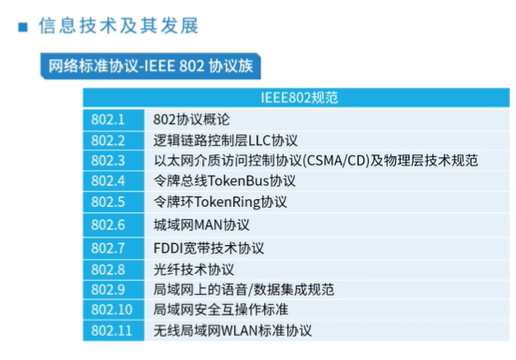 信息技术及其发展
网络标准协议-IEEE 802 协议族
IEEE802规范
802.1 802协议概论
802.2 逻辑链路控制层LLC协议
802.3 以太网介质访问控制协议(CSMA/CD)及物理层技术规范
802.4 令牌总线TokenBus协议
802.5 令牌环TokenRing协议
802.6 城域网MAN协议
802.7 FDDI宽带技术协议
802.8 光纤技术协议
802.9 局域网上的语音/数据集成规范
802.10 局域网安全互操作标准
802.11 无线局域网WLAN标准协议